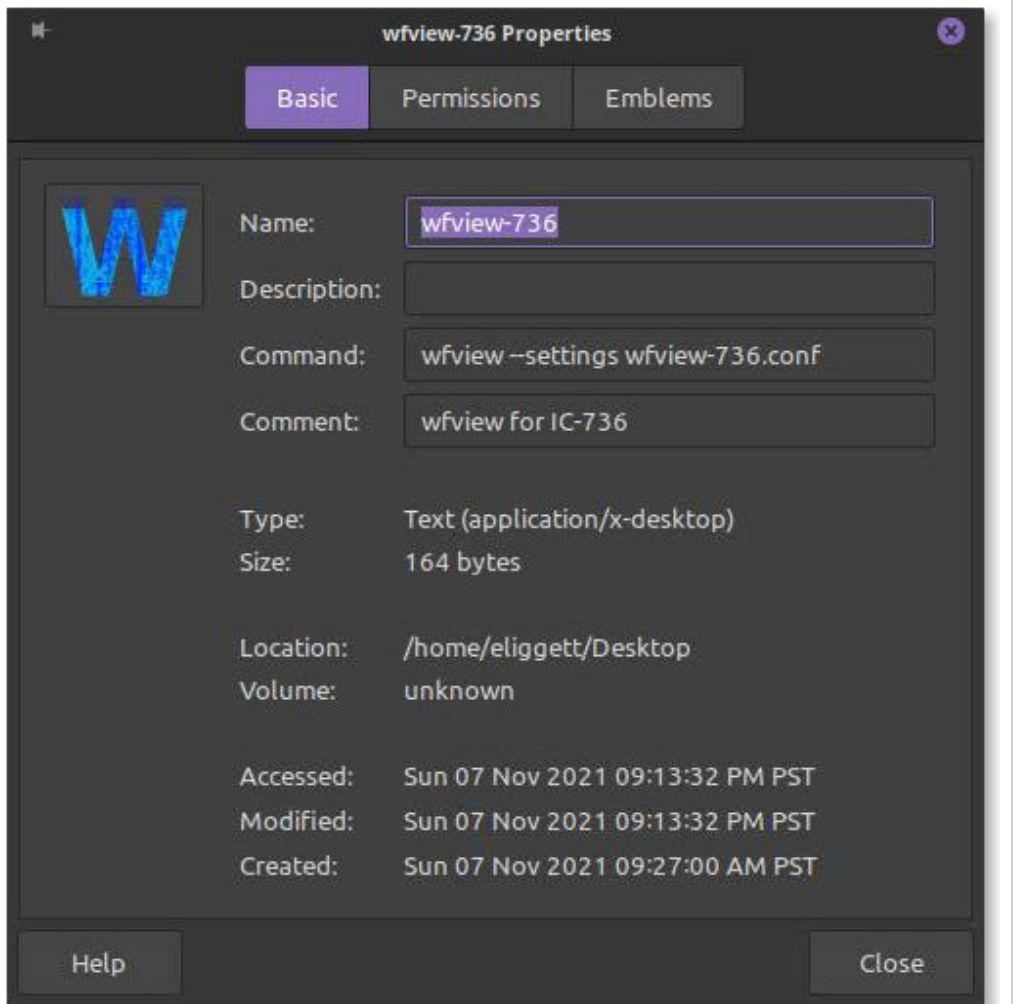 wfview-736 Properties
Basic Permissions Emblems
W
Name: wfview-736
Description:
Command: wfview --settings wfview-736.conf
Comment: wfview for IC-736
Type: Text (application/x-desktop)
Size: 164 bytes
Location: /home/eliggett/Desktop
Volume: unknown
Accessed: Sun 07 Nov 2021 09:13:32 PM PST
Modified: Sun 07 Nov 2021 09:13:32 PM PST
Created: Sun 07 Nov 2021 09:27:00 AM PST
Help Close